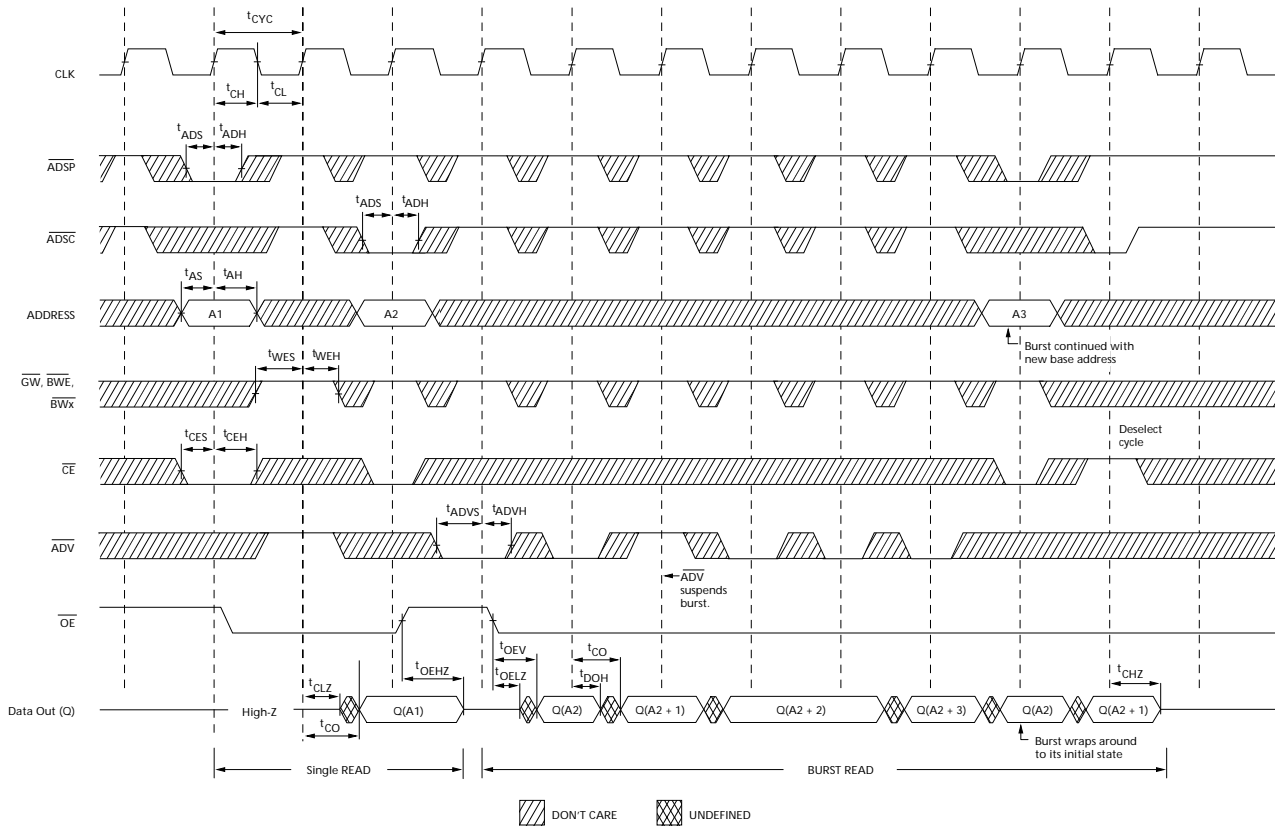 tCYC
CLK
tCH
tCL
tADS
tADH
ADSP
tADS
tADH
ADSC
tAS
tAH
ADDRESS
A1
A2
A3
Burst continued with
new base address
tWES
tWEH
GW, BWE,
BWx
Deselect
cycle
tCES
tCEH
CE
tADVS
tADVH
ADV
ADV
suspends
burst.
OE
tOEHZ
tOEV
tCO
tCLZ
tOELZ
tDOH
tCHZ
Data Out (Q)
High-Z
Q(A1)
Q(A2)
Q(A2 + 1)
Q(A2 + 2)
Q(A2 + 3)
Q(A2)
Q(A2 + 1)
tCO
Burst wraps around
to its initial state
Single READ
BURST READ
DON'T CARE
UNDEFINED